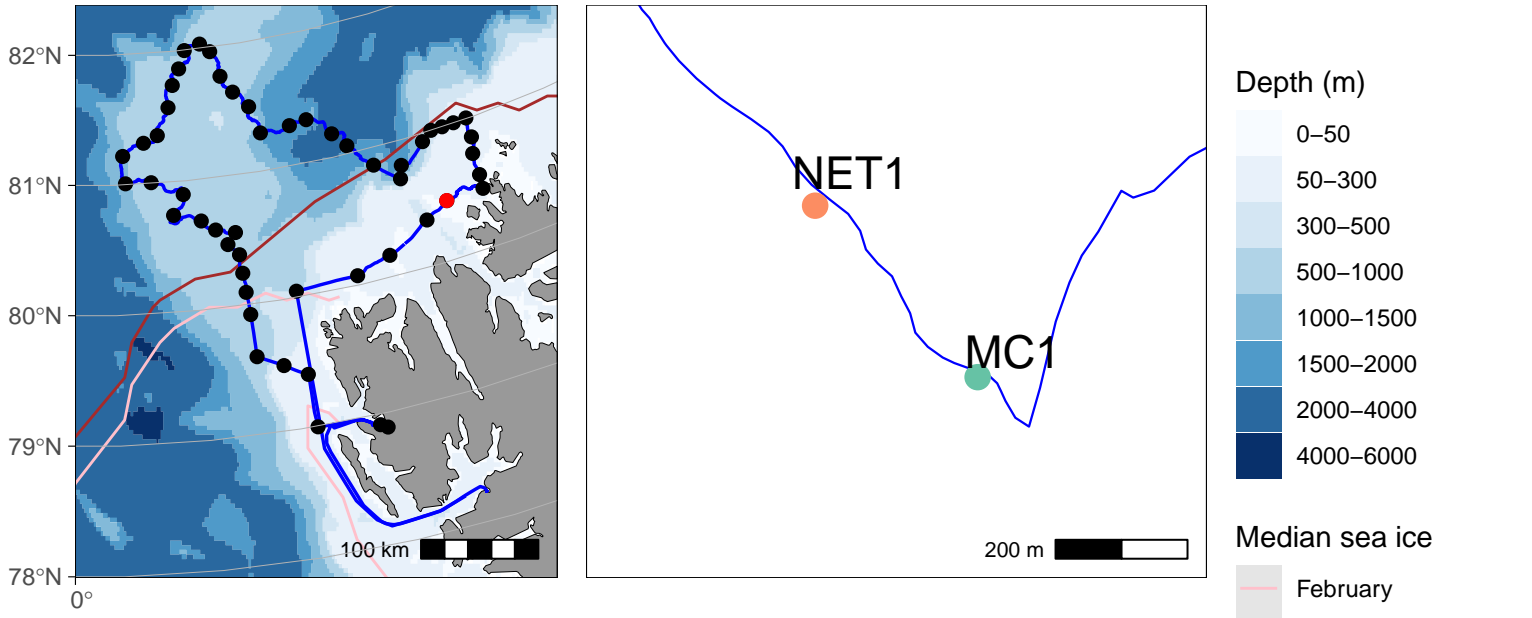 82°N
81°N
80°N
79°N
78°N
0°
100 km
NET1
MC1
200 m
Depth (m)
0–50
50–300
300–500
500–1000
1000–1500
1500–2000
2000–4000
4000–6000
Median sea ice
February